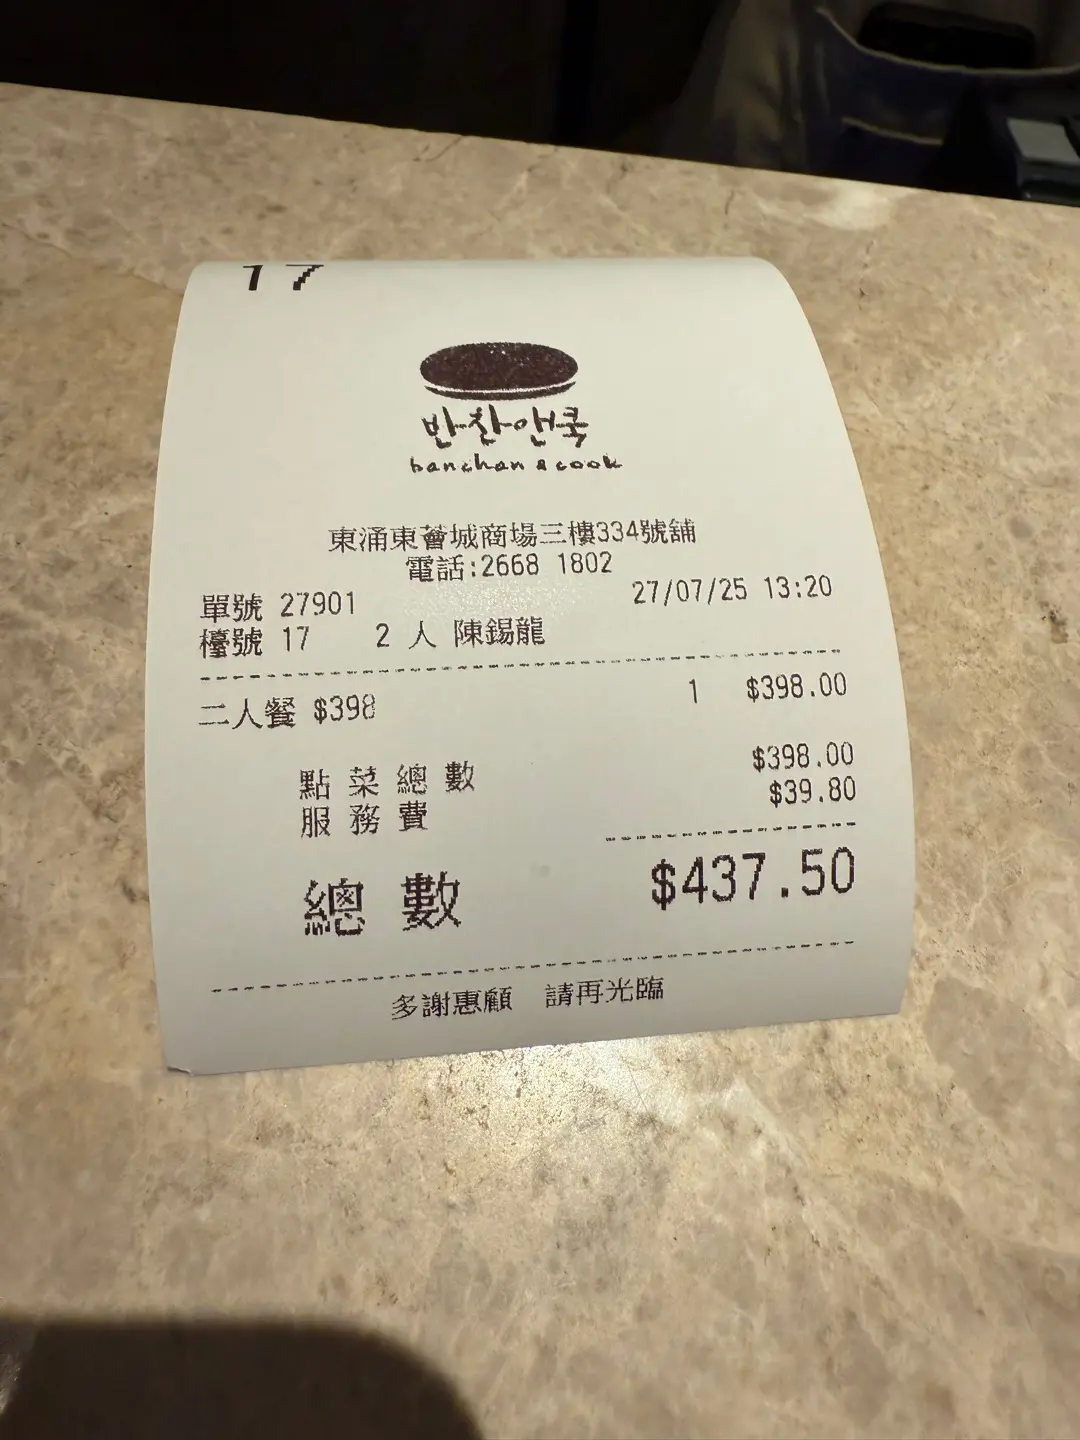 17
반찬앤쿡
banchan & cook
東涌東薈城商場三樓334號舖
電話:2668 1802
單號 27901 27/07/25 13:20
檯號 17 2 人 陳錫龍
二人餐 $398 1 $398.00
點菜總數 $398.00
服務費 $39.80
總數 $437.50
多謝惠顧 請再光臨